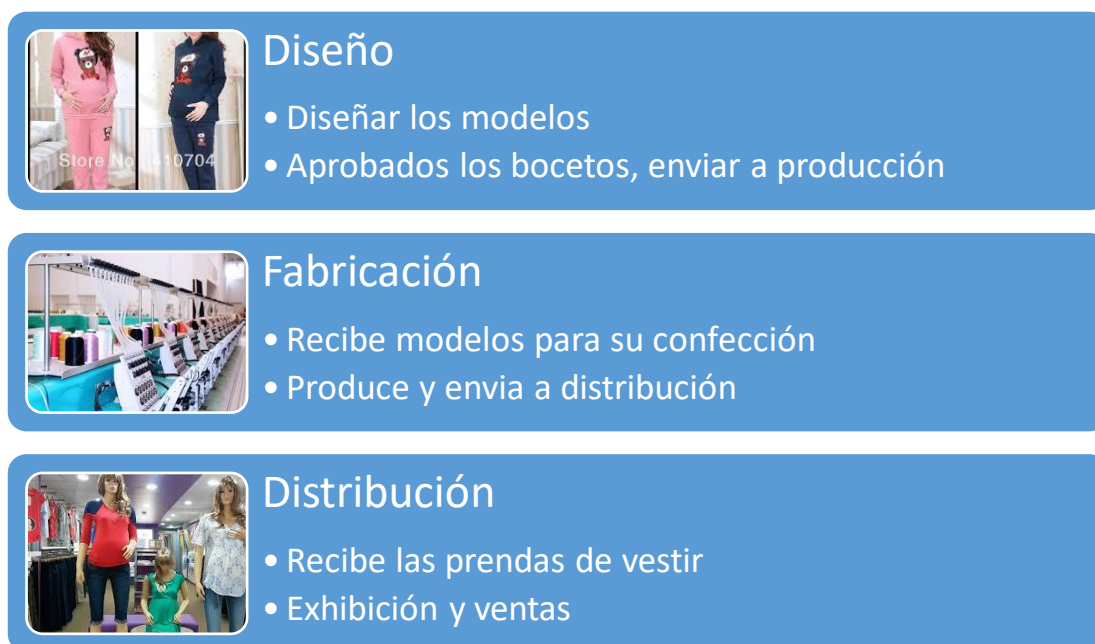 Diseño
• Diseñar los modelos
• Aprobados los bocetos, enviar a producción
Store No 410704
Fabricación
• Recibe modelos para su confección
• Produce y envia a distribución
Distribución
• Recibe las prendas de vestir
• Exhibición y ventas